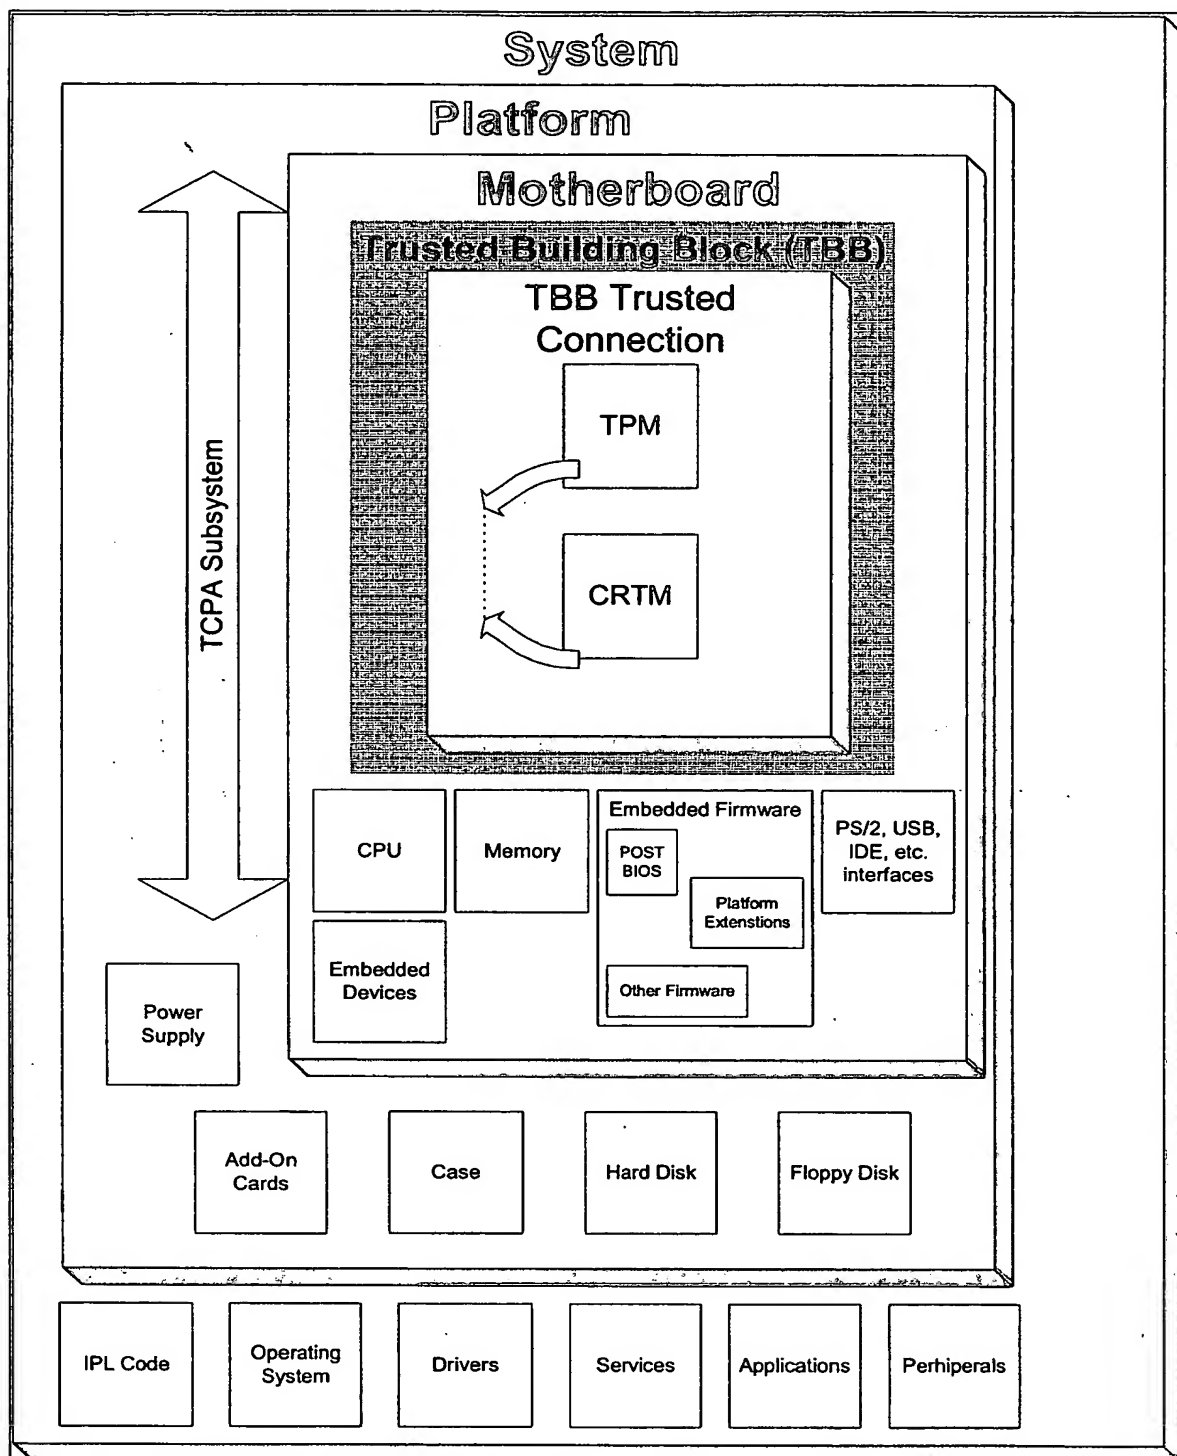 System
Platform
Motherboard
Trusted Building Block (TBB)
TBB Trusted
Connection
TPM
CRTM
TCPA Subsystem
CPU
Memory
Embedded Firmware
POST
BIOS
Platform
Extenstions
Other Firmware
PS/2, USB,
IDE, etc.
interfaces
Embedded
Devices
Power
Supply
Add-On
Cards
Case
Hard Disk
Floppy Disk
IPL Code
Operating
System
Drivers
Services
Applications
Perhiperals